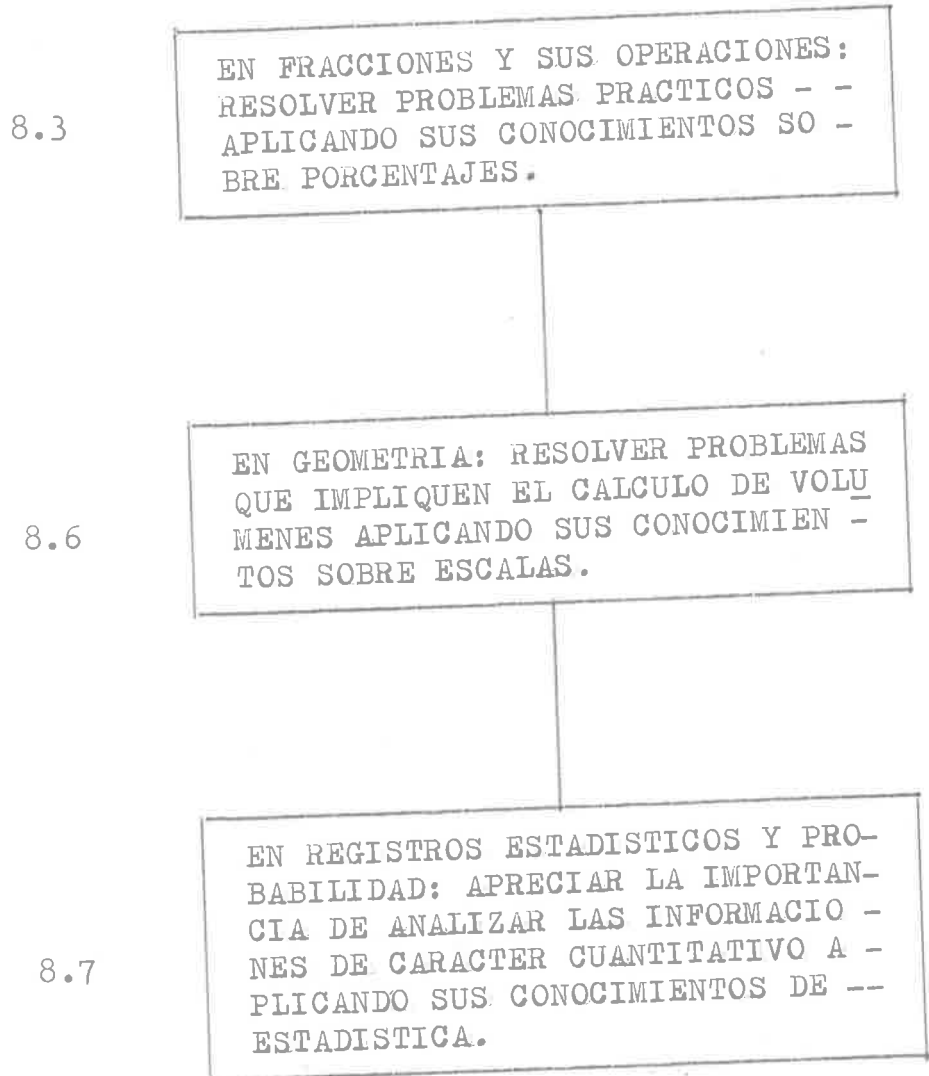 EN FRACCIONES Y SUS OPERACIONES:
RESOLVER PROBLEMAS PRACTICOS - -
8.3
APLICANDO SUS CONOCIMIENTOS SO -
BRE PORCENTAJES.
EN GEOMETRIA: RESOLVER PROBLEMAS
QUE IMPLIQUEN EL CALCULO DE VOLU
8.6
MENES APLICANDO SUS CONOCIMIEN -
TOS SOBRE ESCALAS.
EN REGISTROS ESTADISTICOS Y PRO-
BABILIDAD: APRECIAR LA IMPORTAN-
CIA DE ANALIZAR LAS INFORMACIO -
8.7
NES DE CARACTER CUANTITATIVO A -
PLICANDO SUS CONOCIMIENTOS DE --
ESTADISTICA.